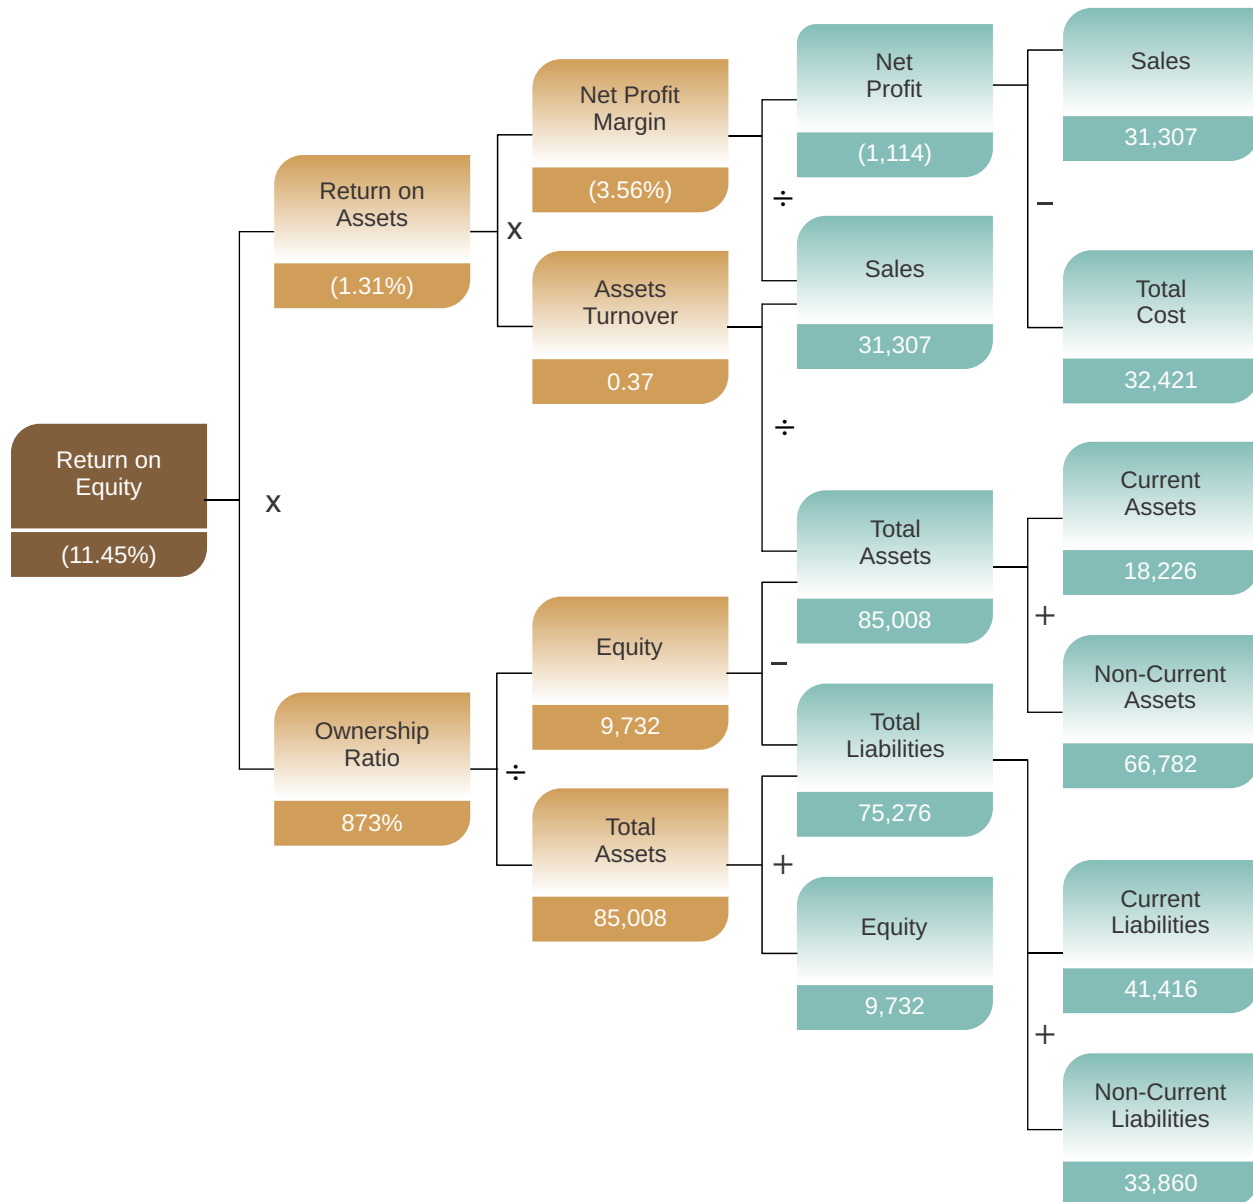 Return on
Equity
(11.45%)
x
Return on
Assets
(1.31%)
x
Ownership
Ratio
873%
÷
Net Profit
Margin
(3.56%)
÷
Assets
Turnover
0.37
÷
Equity
9,732
−
Total
Assets
85,008
+
Net
Profit
(1,114)
−
Sales
31,307
Total
Assets
85,008
+
Total
Liabilities
75,276
+
Equity
9,732
Sales
31,307
Total
Cost
32,421
Current
Assets
18,226
Non-Current
Assets
66,782
Current
Liabilities
41,416
Non-Current
Liabilities
33,860